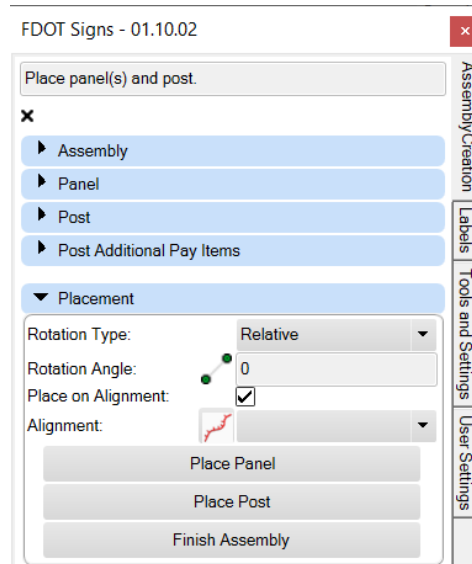 FDOT Signs - 01.10.02
Place panel(s) and post.
Assembly
Panel
Post
Post Additional Pay Items
Placement
Rotation Type: Relative
Rotation Angle: 0
Place on Alignment:
Alignment:
Place Panel
Place Post
Finish Assembly
AssemblyCreation
Labels
Tools and Settings
User Settings